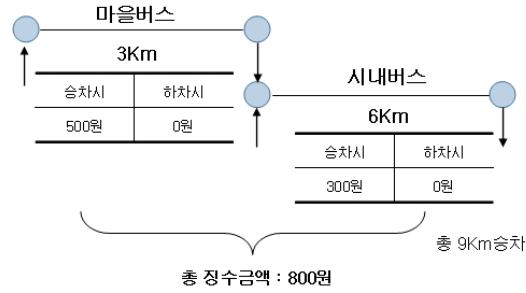 마을버스
3Km
승차시 하차시
500원 0원
시내버스
6Km
승차시 하차시
300원 0원
총 9Km승차
총 징수금액 : 800원